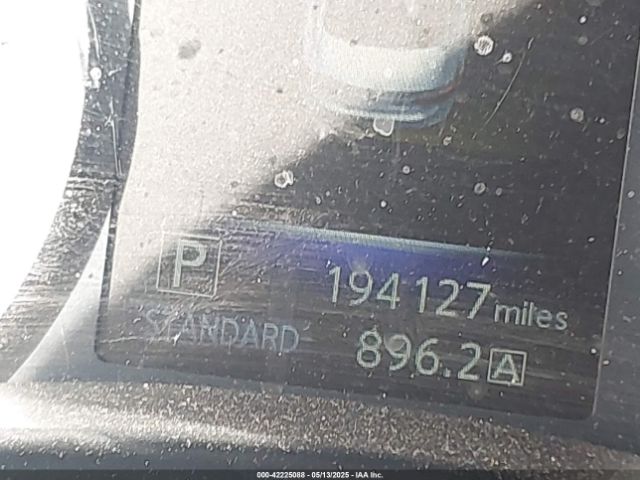 P 194127 miles
STANDARD 896.2 A
000-42225088 - 05/13/2025 - IAA Inc.